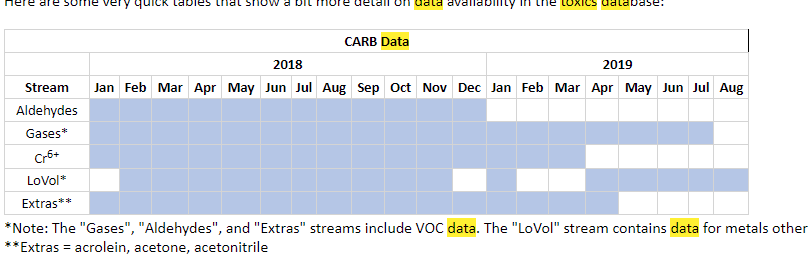 Here are some very quick tables that show a bit more detail on data availability in the toxics database:
CARB Data
2018 2019
Stream Jan Feb Mar Apr May Jun Jul Aug Sep Oct Nov Dec Jan Feb Mar Apr May Jun Jul Aug
Aldehydes
Gases*
Cr6+
LoVol*
Extras**
*Note: The "Gases", "Aldehydes", and "Extras" streams include VOC data. The "LoVol" stream contains data for metals other
**Extras = acrolein, acetone, acetonitrile